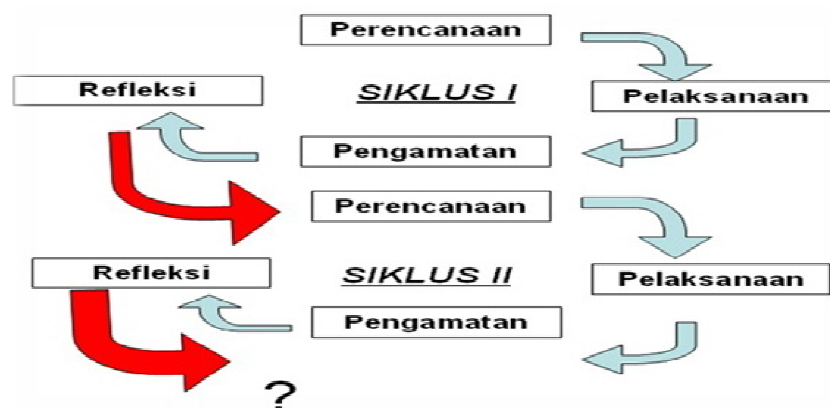 Perencanaan
Refleksi
SIKLUS I
Pelaksanaan
Pengamatan
Perencanaan
Refleksi
SIKLUS II
Pelaksanaan
Pengamatan
?